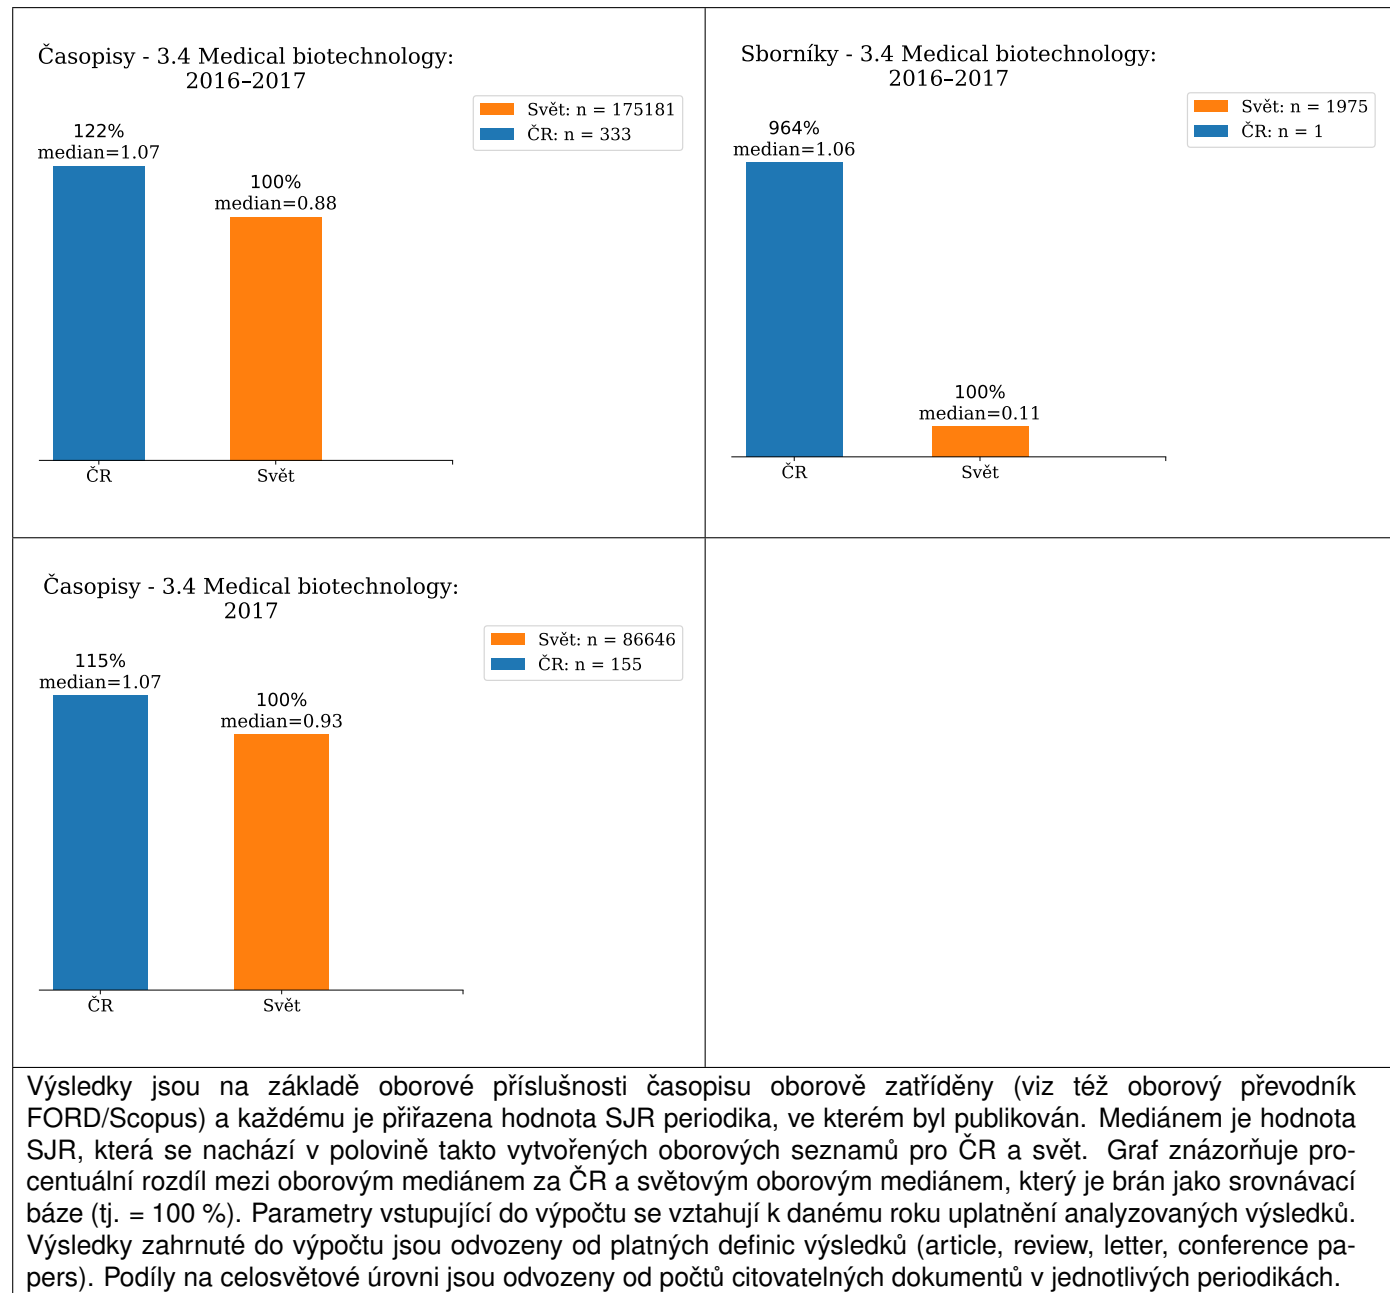 Časopisy - 3.4 Medical biotechnology:
2016–2017
Svět: n = 175181
ČR: n = 333
122%
median=1.07
100%
median=0.88
ČR
Svět
Sborníky - 3.4 Medical biotechnology:
2016–2017
Svět: n = 1975
ČR: n = 1
964%
median=1.06
100%
median=0.11
ČR
Svět
Časopisy - 3.4 Medical biotechnology:
2017
Svět: n = 86646
ČR: n = 155
115%
median=1.07
100%
median=0.93
ČR
Svět
Výsledky jsou na základě oborové příslušnosti časopisu oborově zatříděny (viz též oborový převodník
FORD/Scopus) a každému je přiřazena hodnota SJR periodika, ve kterém byl publikován. Mediánem je hodnota
SJR, která se nachází v polovině takto vytvořených oborových seznamů pro ČR a svět. Graf znázorňuje pro-
centuální rozdíl mezi oborovým mediánem za ČR a světovým oborovým mediánem, který je brán jako srovnávací
báze (tj. = 100 %). Parametry vstupující do výpočtu se vztahují k danému roku uplatnění analyzovaných výsledků.
Výsledky zahrnuté do výpočtu jsou odvozeny od platných definic výsledků (article, review, letter, conference pa-
pers). Podíly na celosvětové úrovni jsou odvozeny od počtů citovatelných dokumentů v jednotlivých periodikách.